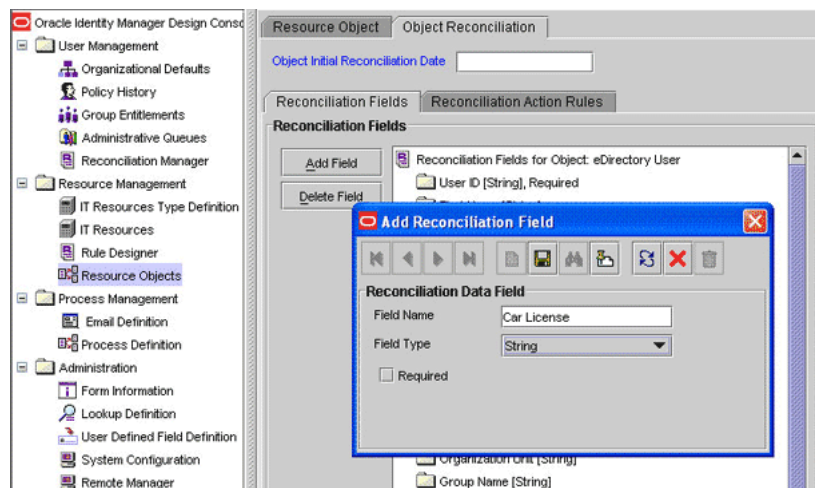 Oracle Identity Manager Design Consc
User Management
Organizational Defaults
Policy History
Group Entitlements
Administrative Queues
Reconciliation Manager
Resource Management
IT Resources Type Definition
IT Resources
Rule Designer
Resource Objects
Process Management
Email Definition
Process Definition
Administration
Form Information
Lookup Definition
User Defined Field Definition
System Configuration
Remote Manager
Resource Object
Object Reconciliation
Object Initial Reconciliation Date
Reconciliation Fields
Reconciliation Action Rules
Reconciliation Fields
Add Field
Delete Field
Reconciliation Fields for Object: eDirectory User
User ID [String], Required
Add Reconciliation Field
Reconciliation Data Field
Field Name
Car License
Field Type
String
Required
Organization Unit [String]
Group Name [String]